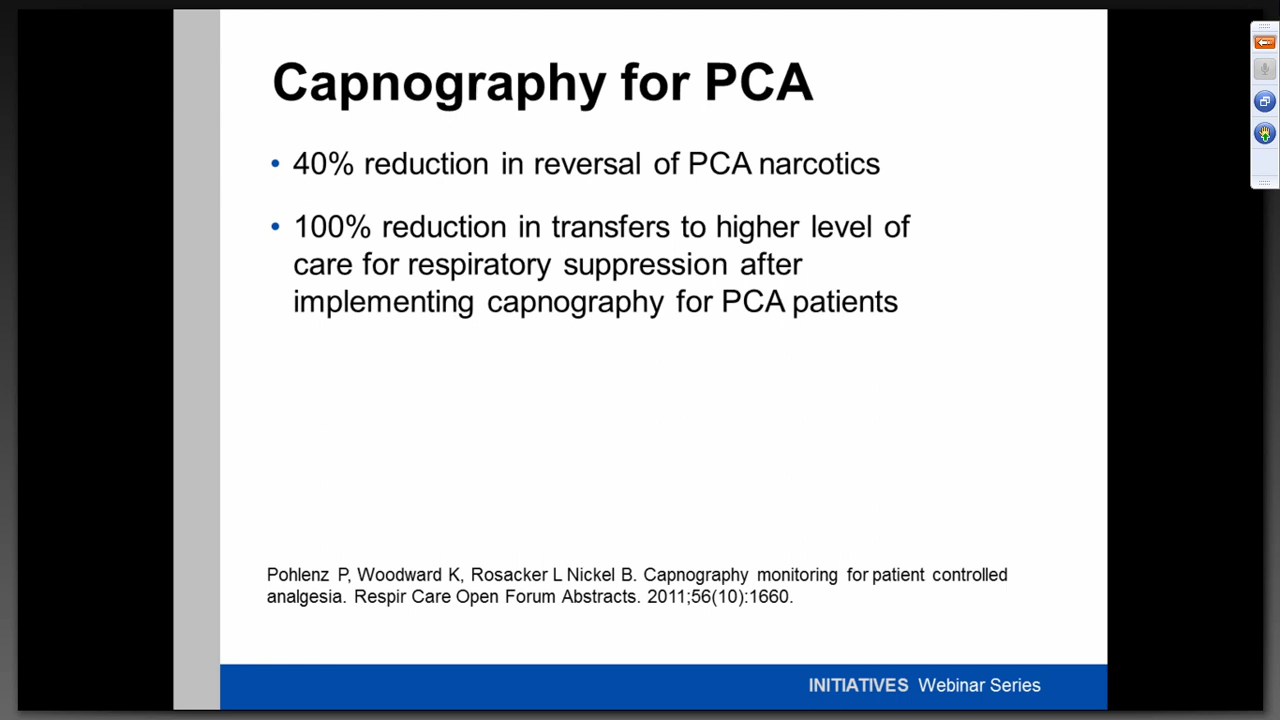 Capnography for PCA
• 40% reduction in reversal of PCA narcotics
• 100% reduction in transfers to higher level of
care for respiratory suppression after
implementing capnography for PCA patients
Pohlenz P, Woodward K, Rosacker L Nickel B. Capnography monitoring for patient controlled
analgesia. Respir Care Open Forum Abstracts. 2011;56(10):1660.
INITIATIVES Webinar Series